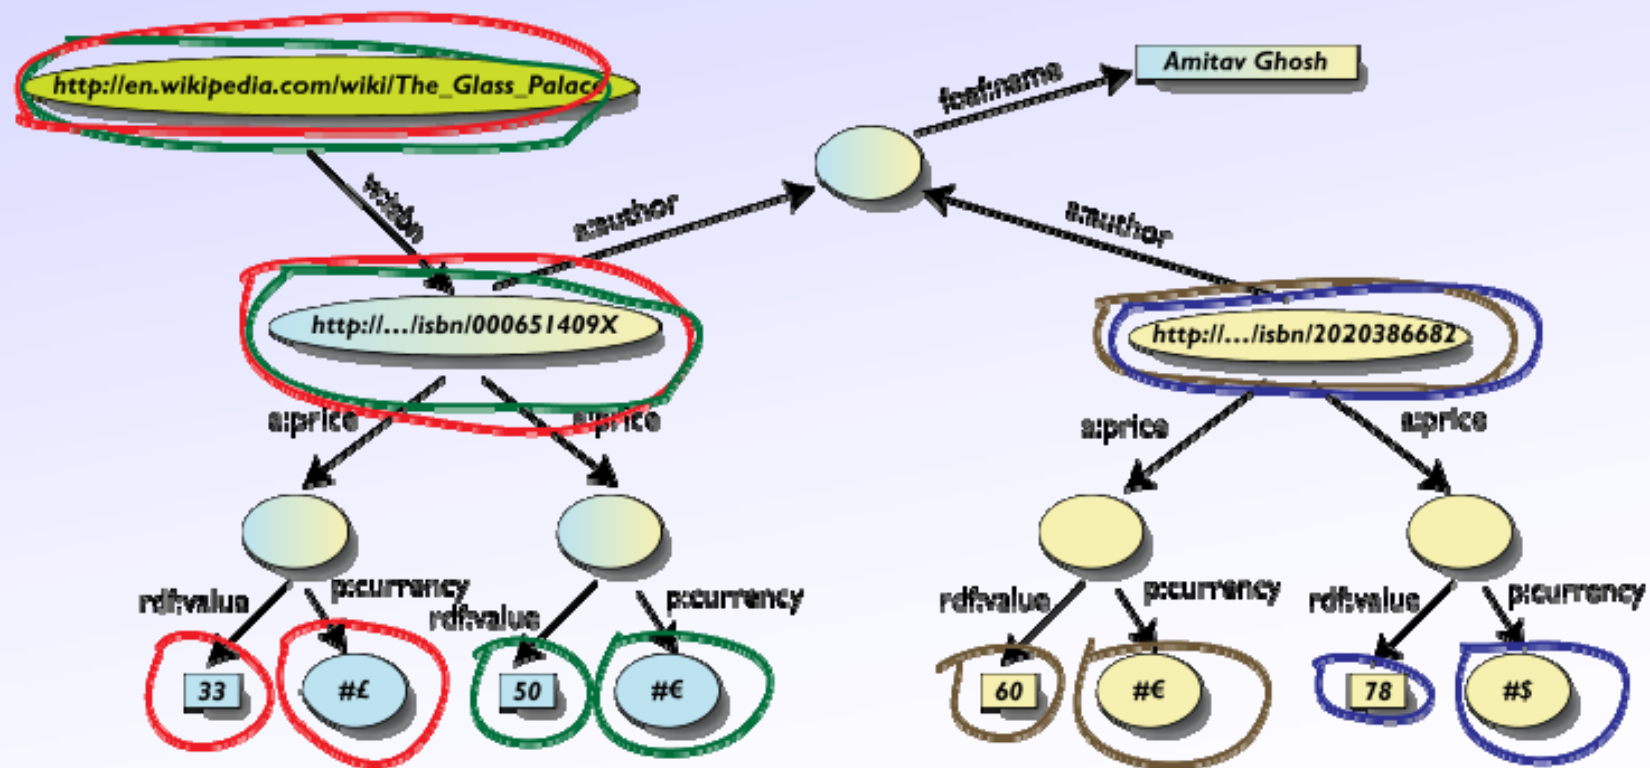 Amitav Ghosh
http://en.wikipedia.com/wiki/The_Glass_Palace
foaf:name
a:author
a:author
http://.../isbn/000651409X
http://.../isbn/2020386682
a:price
a:price
a:price
a:price
rdf:value
p:currency
rdf:value
p:currency
rdf:value
p:currency
rdf:value
p:currency
33
#£
50
#€
60
#€
78
#$